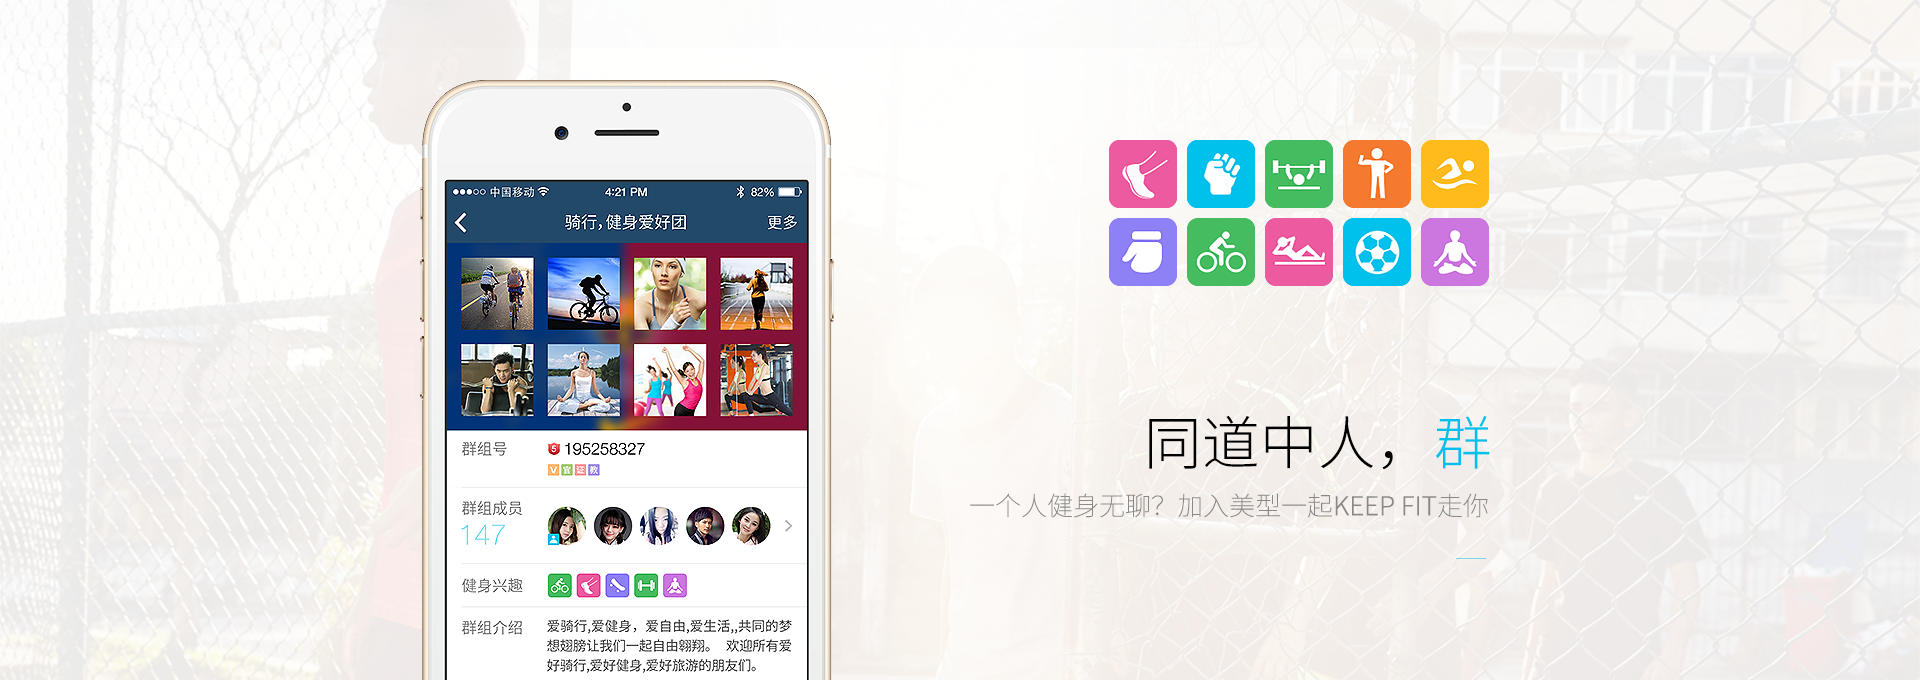 中国移动 4:21 PM 82%
骑行,健身爱好团 更多
群组号 5 195258327
V 官 证 教
群组成员
147
健身兴趣
群组介绍 爱骑行,爱健身，爱自由,爱生活,,共同的梦
想翅膀让我们一起自由翱翔。 欢迎所有爱
好骑行,爱好健身,爱好旅游的朋友们。
同道中人，群
一个人健身无聊？加入美型一起KEEP FIT走你